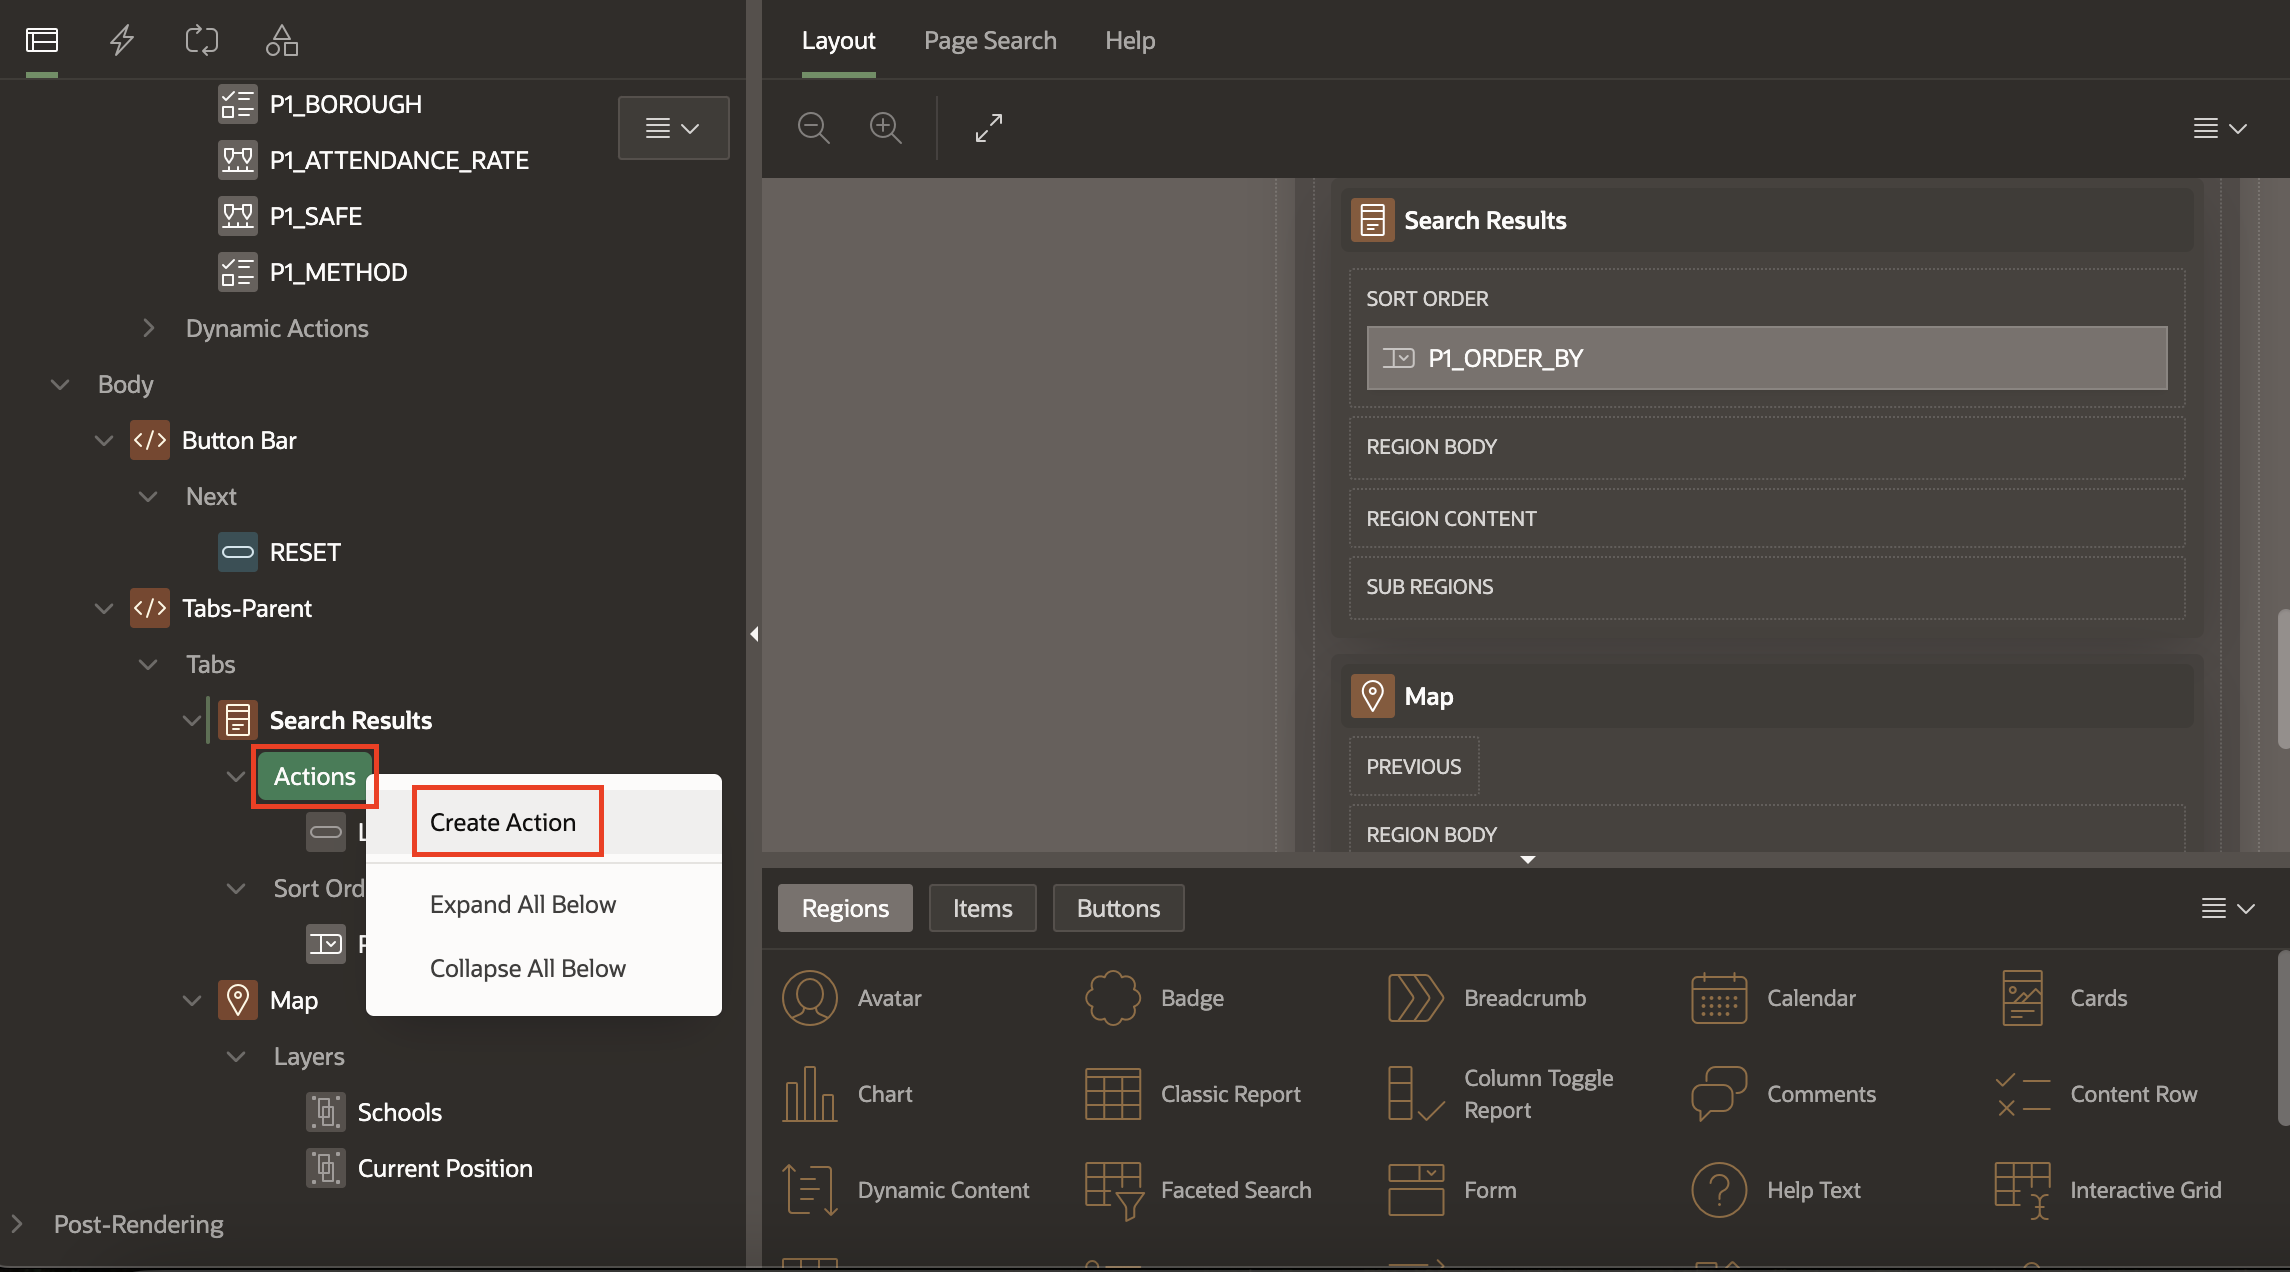 Layout
Page Search
Help
P1_BOROUGH
P1_ATTENDANCE_RATE
P1_SAFE
P1_METHOD
Dynamic Actions
Body
Button Bar
Next
RESET
Tabs-Parent
Tabs
Search Results
Actions
Create Action
Expand All Below
Collapse All Below
L
Sort Ord
Map
Layers
Schools
Current Position
Post-Rendering
Search Results
SORT ORDER
P1_ORDER_BY
REGION BODY
REGION CONTENT
SUB REGIONS
Map
PREVIOUS
REGION BODY
Regions
Items
Buttons
Avatar
Badge
Breadcrumb
Calendar
Cards
Chart
Classic Report
Column Toggle
Report
Comments
Content Row
Dynamic Content
Faceted Search
Form
Help Text
Interactive Grid